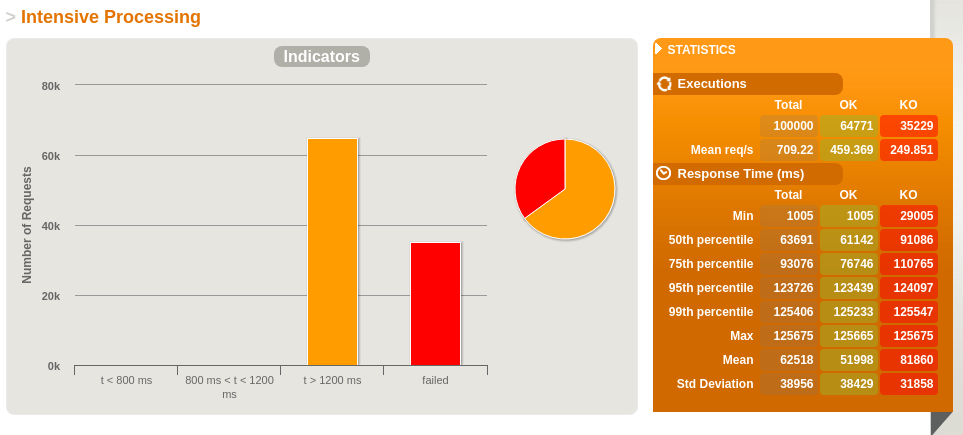 > Intensive Processing
Indicators
Number of Requests
80k
60k
40k
20k
0k
t < 800 ms
800 ms < t < 1200
ms
t > 1200 ms
failed
STATISTICS
Executions
Total OK KO
100000 64771 35229
Mean req/s 709.22 459.369 249.851
Response Time (ms)
Total OK KO
Min 1005 1005 29005
50th percentile 63691 61142 91086
75th percentile 93076 76746 110765
95th percentile 123726 123439 124097
99th percentile 125406 125233 125547
Max 125675 125665 125675
Mean 62518 51998 81860
Std Deviation 38956 38429 31858